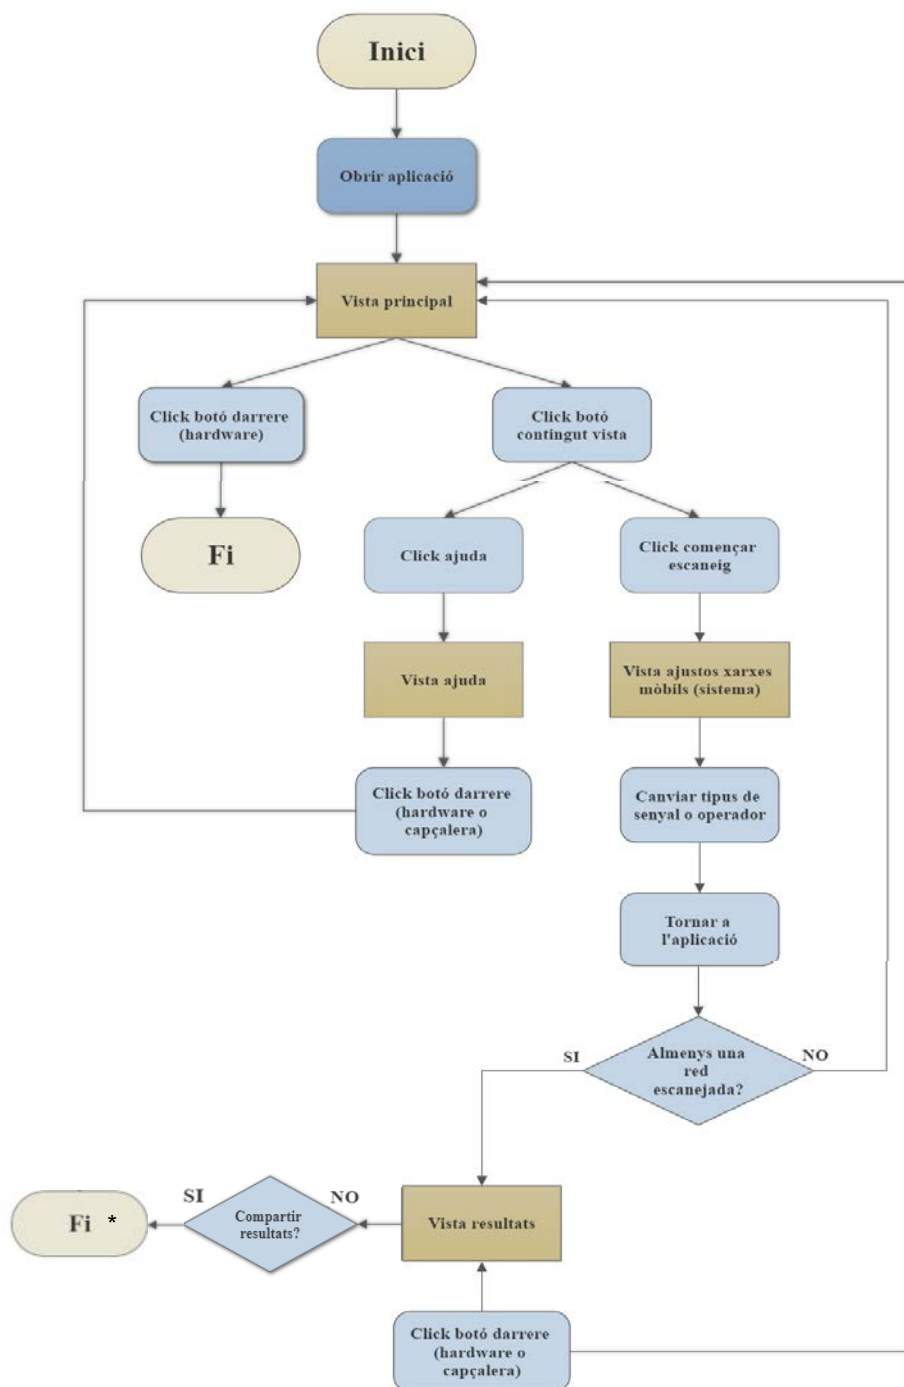 Inici
Obrir aplicació
Vista principal
Click botó darrere
(hardware)
Click botó
contingut vista
Fi
Click ajuda
Click començar
escaneig
Vista ajuda
Vista ajustos xarxes
mòbils (sistema)
Click botó darrere
(hardware o
capçalera)
Canviar tipus de
senyal o operador
Tornar a
l'aplicació
SI
Almenys una
red
escanejada?
NO
Fi *
SI
Compartir
resultats?
NO
Vista resultats
Click botó darrere
(hardware o
capçalera)